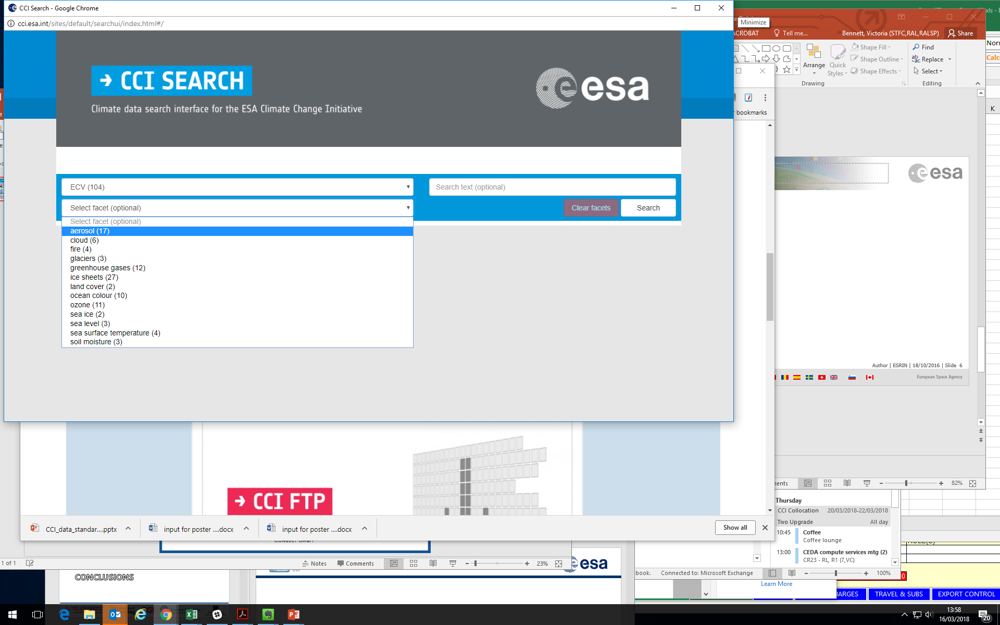 CCI Search - Google Chrome
cci.esa.int/sites/default/searchui/index.html#/
→ CCI SEARCH
Climate data search interface for the ESA Climate Change Initiative
esa
ECV (104)
Search text (optional)
Select facet (optional)
Clear facets
Search
Select facet (optional)
aerosol (17)
cloud (6)
fire (4)
glaciers (3)
greenhouse gases (12)
ice sheets (27)
land cover (2)
ocean colour (10)
ozone (11)
sea ice (2)
sea level (3)
sea surface temperature (4)
soil moisture (3)
Minimize
ACROBAT
Tell me...
Bennett, Victoria (STFC,RAL,RALSP)
Share
Arrange
Quick
Styles
Shape Fill
Shape Outline
Shape Effects
Drawing
Find
Replace
Select
Editing
bookmarks
K
esa
Author | ESRIN | 18/10/2016 | Slide 6
European Space Agency
82%
→ CCI FTP
CCI_data_standar....pptx
input for poster ....docx
input for poster ....docx
Show all
Thursday
CCI Collocation 20/03/2018-22/03/2018
Tivo Upgrade All day
10:45 Coffee
Coffee lounge
13:00 CEDA compute services mtg (2)
CR23 - RL, R1 (7,VC)
1 of 1
Notes
Comments
23%
esa
CONCLUSIONS
book.
Connected to: Microsoft Exchange
100%
Learn More
TRAVEL & SUBS
EXPORT CONTROL
13:58
16/03/2018
20